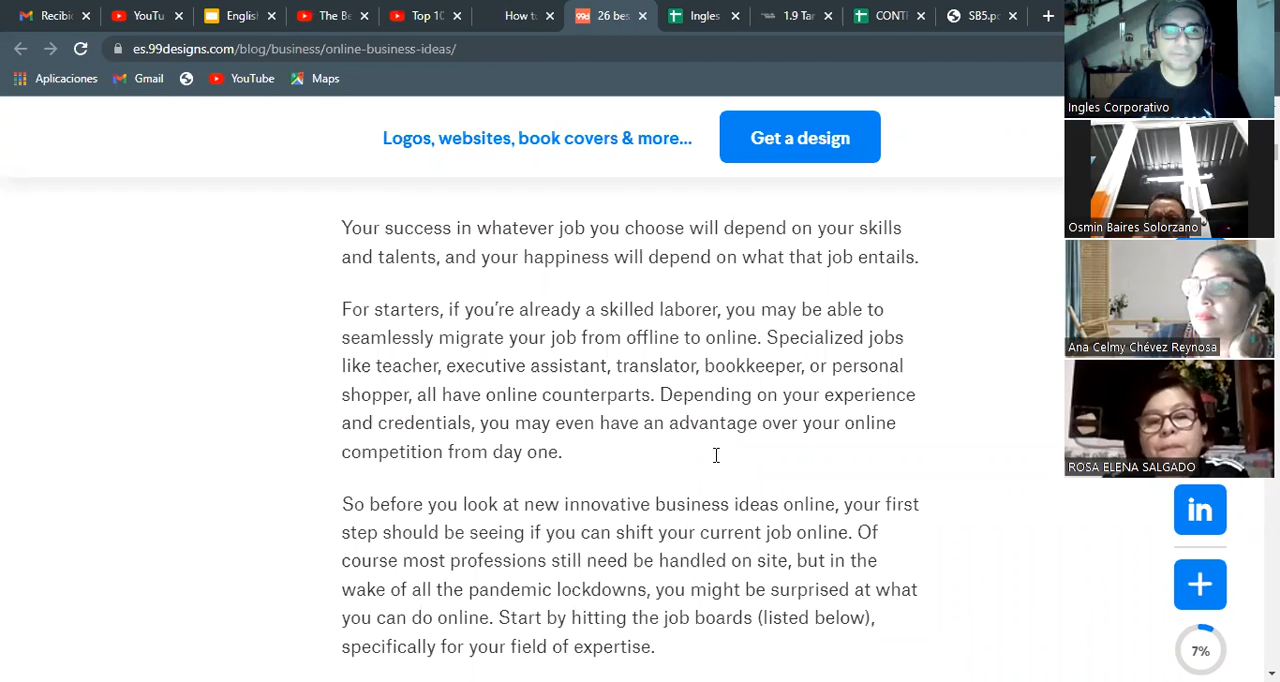 Recibic
YouTu
English
The Be
Top 10
How to
99d
26 bes
Ingles
1.9 Tar
CONTI
SB5.pd
es.99designs.com/blog/business/online-business-ideas/
Aplicaciones
Gmail
YouTube
Maps
Logos, websites, book covers & more...
Get a design
Your success in whatever job you choose will depend on your skills
and talents, and your happiness will depend on what that job entails.
For starters, if you’re already a skilled laborer, you may be able to
seamlessly migrate your job from offline to online. Specialized jobs
like teacher, executive assistant, translator, bookkeeper, or personal
shopper, all have online counterparts. Depending on your experience
and credentials, you may even have an advantage over your online
competition from day one.
So before you look at new innovative business ideas online, your first
step should be seeing if you can shift your current job online. Of
course most professions still need be handled on site, but in the
wake of all the pandemic lockdowns, you might be surprised at what
you can do online. Start by hitting the job boards (listed below),
specifically for your field of expertise.
Ingles Corporativo
Osmin Baires Solorzano
Ana Celmy Chévez Reynosa
ROSA ELENA SALGADO
in
7%